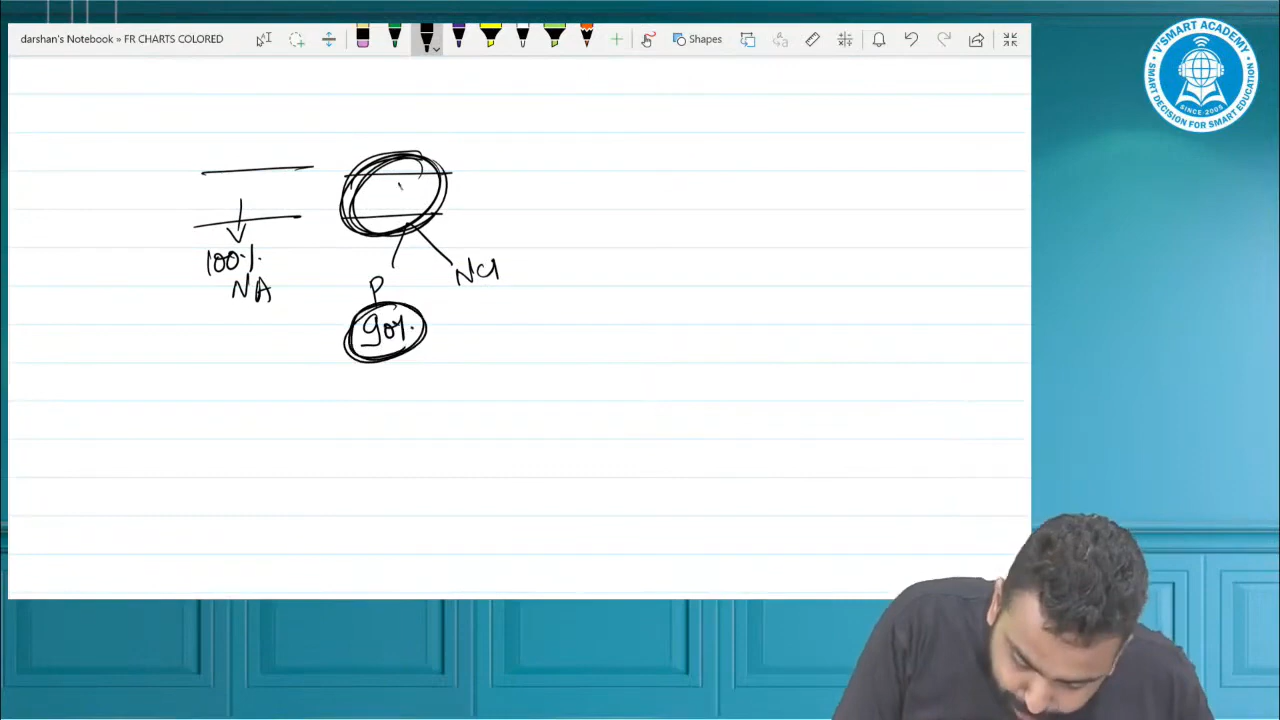 darshan's Notebook » FR CHARTS COLORED
Shapes
V'SMART ACADEMY
SINCE-2005
SMART DECISION FOR SMART EDUCATION
100%
NA
P
NCI
90%